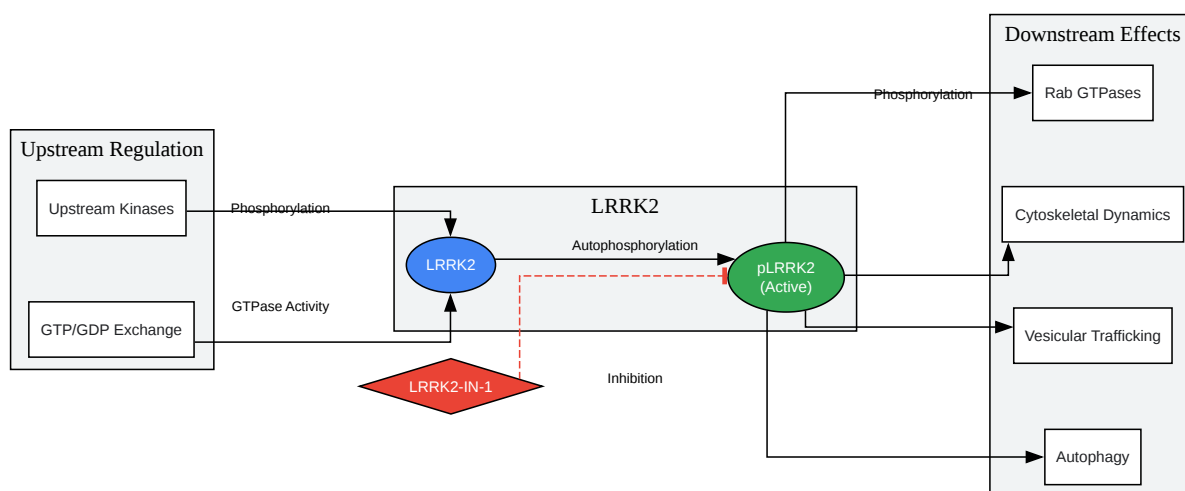 Downstream Effects
Rab GTPases
Phosphorylation
Upstream Regulation
Upstream Kinases
Phosphorylation
LRRK2
Cytoskeletal Dynamics
Autophosphorylation
LRRK2
pLRRK2
(Active)
GTPase Activity
GTP/GDP Exchange
Vesicular Trafficking
LRRK2-IN-1
Inhibition
Autophagy